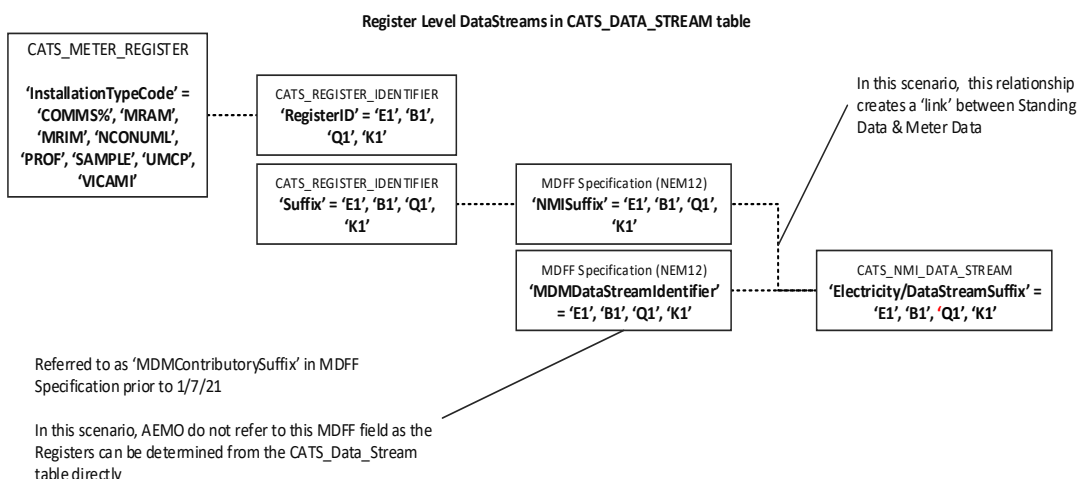 Register Level DataStreams in CATS_DATA_STREAM table
CATS_METER_REGISTER
‘InstallationTypeCode’ =
‘COMMS%’, ‘MRAM’,
‘MRIM’, ‘NCONUML’,
‘PROF’, ‘SAMPLE’, ‘UMCP’,
‘VICAMI’
CATS_REGISTER_IDENTIFIER
‘RegisterID’ = ‘E1’, ‘B1’,
‘Q1’, ‘K1’
CATS_REGISTER_IDENTIFIER
‘Suffix’ = ‘E1’, ‘B1’, ‘Q1’,
‘K1’
MDFF Specification (NEM12)
‘NMISuffix’ = ‘E1’, ‘B1’, ‘Q1’,
‘K1’
MDFF Specification (NEM12)
‘MDMDataStreamIdentifier’
= ‘E1’, ‘B1’, ‘Q1’, ‘K1’
In this scenario, this relationship
creates a ‘link’ between Standing
Data & Meter Data
CATS_NMI_DATA_STREAM
‘Electricity/DataStreamSuffix’ =
‘E1’, ‘B1’, ‘Q1’, ‘K1’
Referred to as ‘MDMContributorySuffix’ in MDFF
Specification prior to 1/7/21
In this scenario, AEMO do not refer to this MDFF field as the
Registers can be determined from the CATS_Data_Stream
table directly